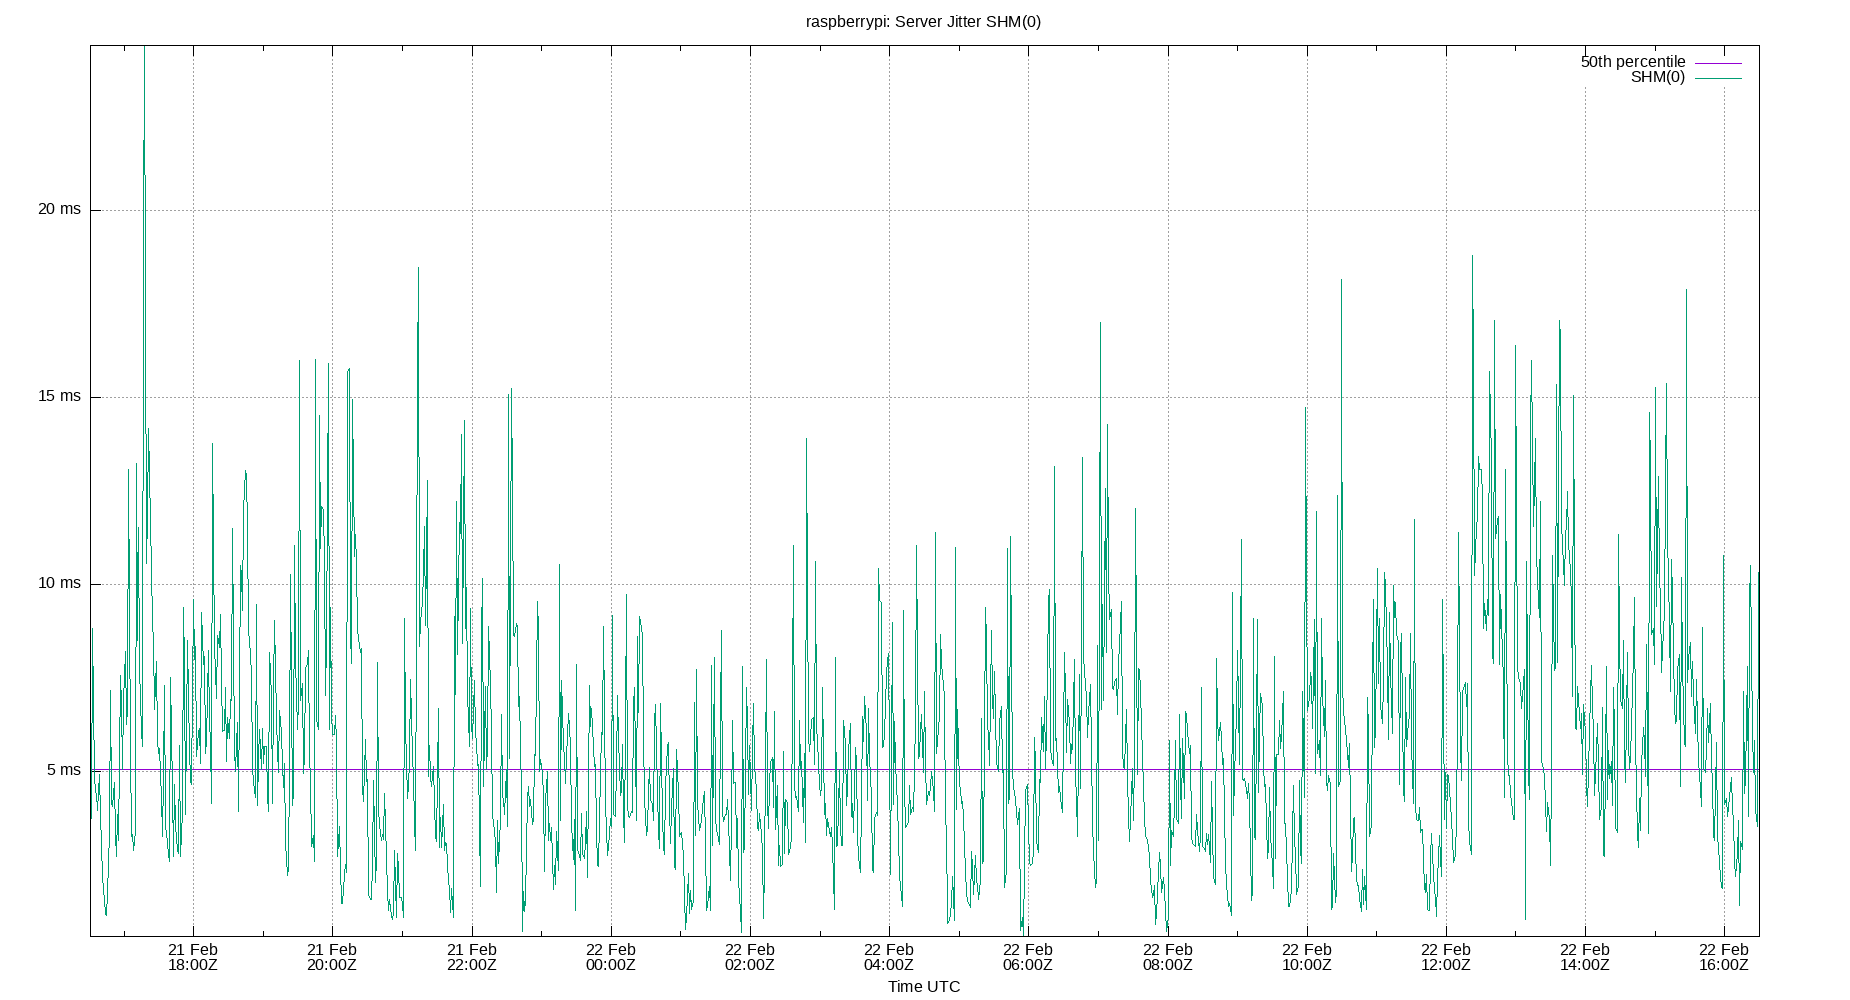 raspberrypi: Server Jitter SHM(0)
50th percentile
SHM(0)
20 ms
15 ms
10 ms
5 ms
21 Feb 21 Feb 21 Feb 22 Feb 22 Feb 22 Feb 22 Feb 22 Feb 22 Feb 22 Feb 22 Feb 22 Feb
18:00Z 20:00Z 22:00Z 00:00Z 02:00Z 04:00Z 06:00Z 08:00Z 10:00Z 12:00Z 14:00Z 16:00Z
Time UTC